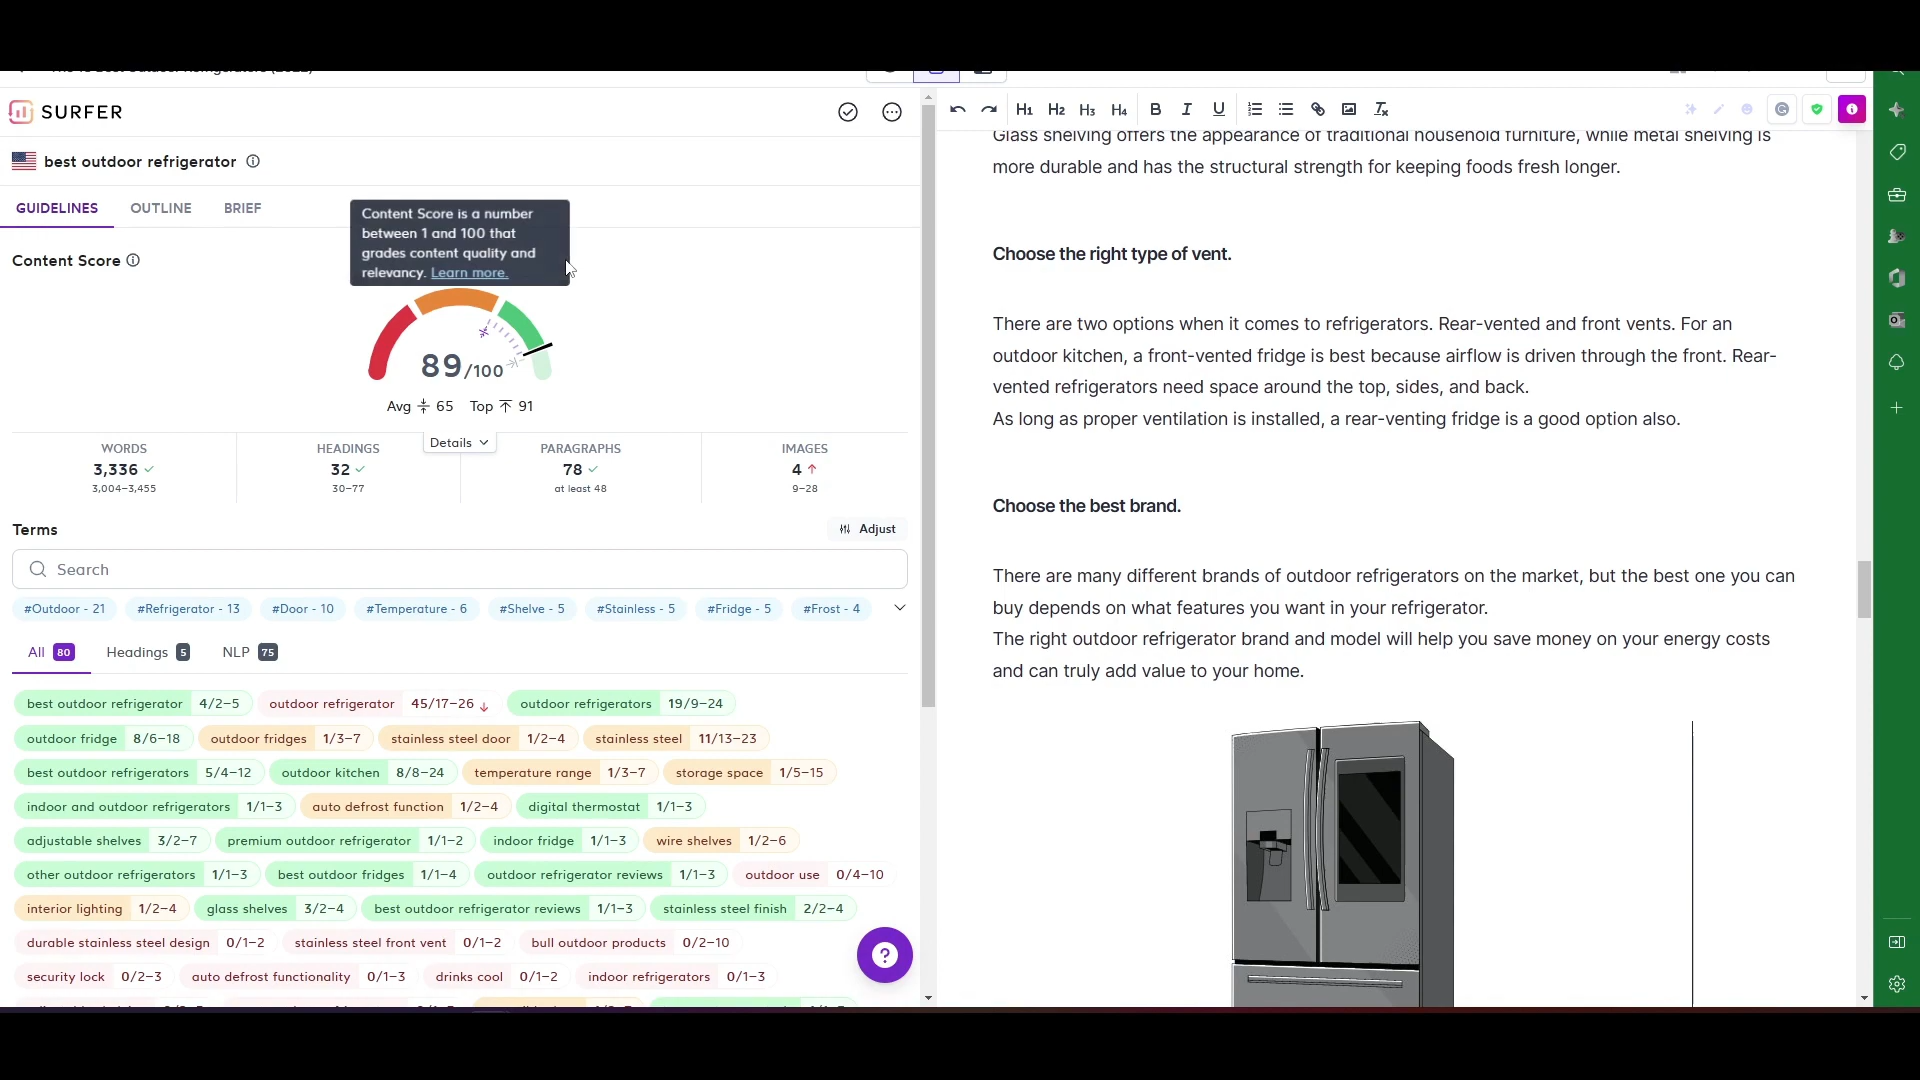 SURFER
best outdoor refrigerator
GUIDELINES OUTLINE BRIEF
Content Score
Content Score is a number
between 1 and 100 that
grades content quality and
relevancy. Learn more.
89/100
Avg 65 Top 91
Details
WORDS
3,336
3,004–3,455
HEADINGS
32
30–77
PARAGRAPHS
78
at least 48
IMAGES
4
9–28
Terms
Adjust
Search
#Outdoor - 21 #Refrigerator - 13 #Door - 10 #Temperature - 6 #Shelve - 5 #Stainless - 5 #Fridge - 5 #Frost - 4
All 80 Headings 5 NLP 75
best outdoor refrigerator 4/2–5 outdoor refrigerator 45/17–26 outdoor refrigerators 19/9–24
outdoor fridge 8/6–18 outdoor fridges 1/3–7 stainless steel door 1/2–4 stainless steel 11/13–23
best outdoor refrigerators 5/4–12 outdoor kitchen 8/8–24 temperature range 1/3–7 storage space 1/5–15
indoor and outdoor refrigerators 1/1–3 auto defrost function 1/2–4 digital thermostat 1/1–3
adjustable shelves 3/2–7 premium outdoor refrigerator 1/1–2 indoor fridge 1/1–3 wire shelves 1/2–6
other outdoor refrigerators 1/1–3 best outdoor fridges 1/1–4 outdoor refrigerator reviews 1/1–3 outdoor use 0/4–10
interior lighting 1/2–4 glass shelves 3/2–4 best outdoor refrigerator reviews 1/1–3 stainless steel finish 2/2–4
durable stainless steel design 0/1–2 stainless steel front vent 0/1–2 bull outdoor products 0/2–10
security lock 0/2–3 auto defrost functionality 0/1–3 drinks cool 0/1–2 indoor refrigerators 0/1–3
H1 H2 H3 H4 B I U
Glass shelving offers the appearance of traditional household furniture, while metal shelving is
more durable and has the structural strength for keeping foods fresh longer.
Choose the right type of vent.
There are two options when it comes to refrigerators. Rear-vented and front vents. For an
outdoor kitchen, a front-vented fridge is best because airflow is driven through the front. Rear-
vented refrigerators need space around the top, sides, and back.
As long as proper ventilation is installed, a rear-venting fridge is a good option also.
Choose the best brand.
There are many different brands of outdoor refrigerators on the market, but the best one you can
buy depends on what features you want in your refrigerator.
The right outdoor refrigerator brand and model will help you save money on your energy costs
and can truly add value to your home.